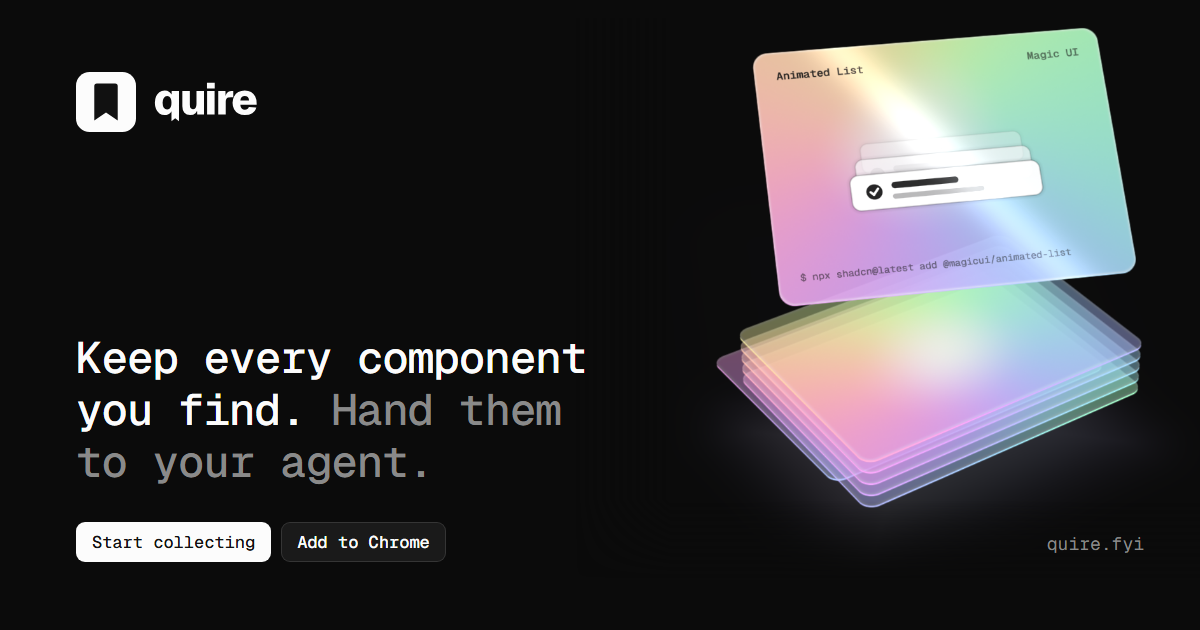 quire
Animated List
Magic UI
$ npx shadcn@latest add @magicui/animated-list
Keep every component
you find. Hand them
to your agent.
Start collecting
Add to Chrome
quire.fyi